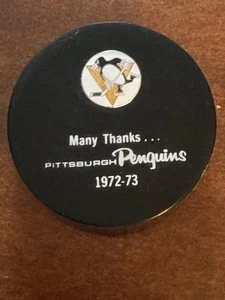 Many Thanks...
PITTSBURGH Penguins
1972-73